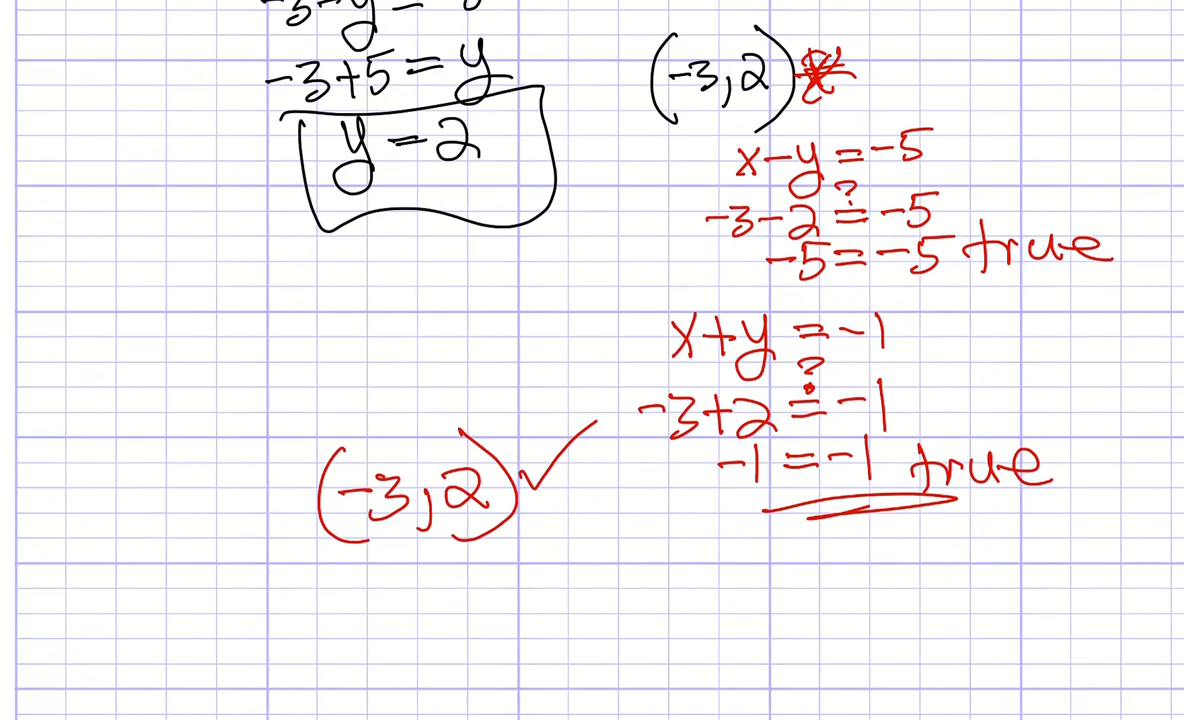 -3-y=
-3+5=y
y=2
(-3,2)*
x-y=-5
-3-2≟-5
-5=-5 true
x+y=-1
-3+2≟-1
-1=-1 true
(-3,2)✓